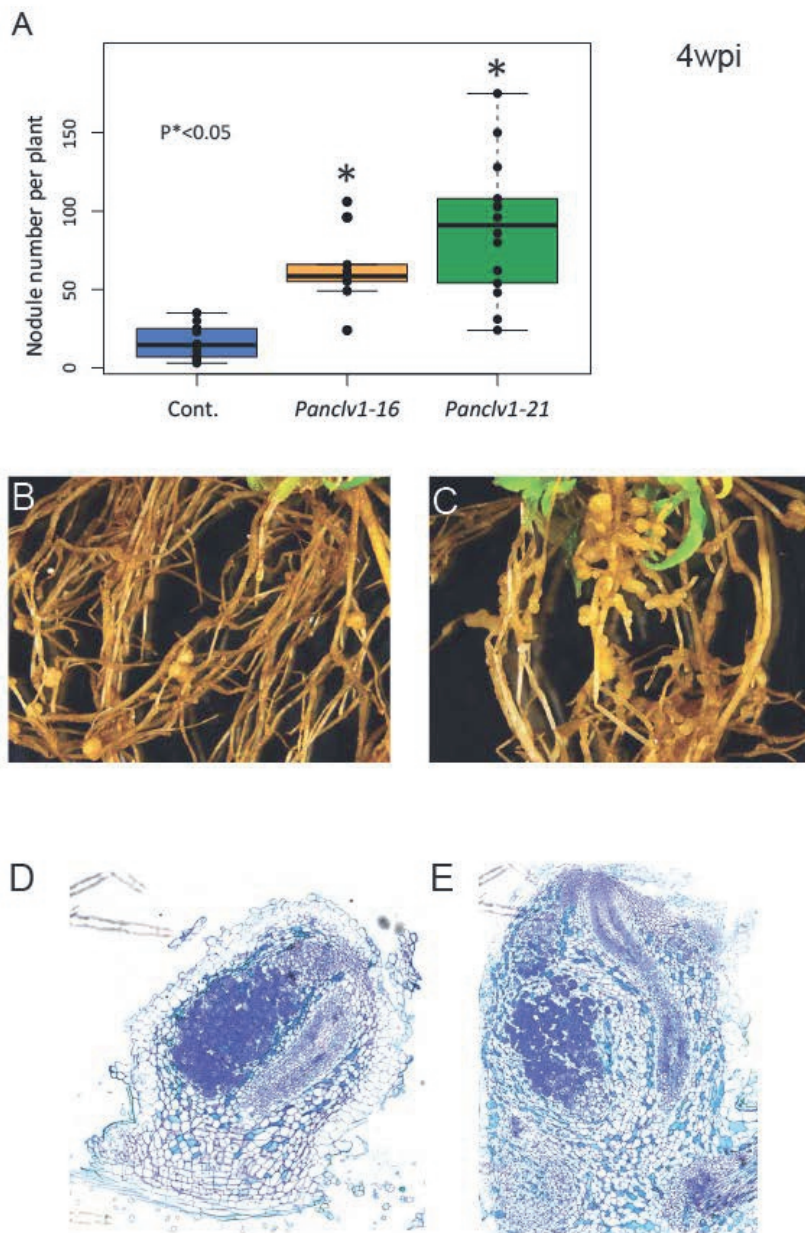 A
4wpi
Nodule number per plant
150
100
50
0
P*<0.05
*
*
Cont.
Panclv1-16
Panclv1-21
B
C
D
E